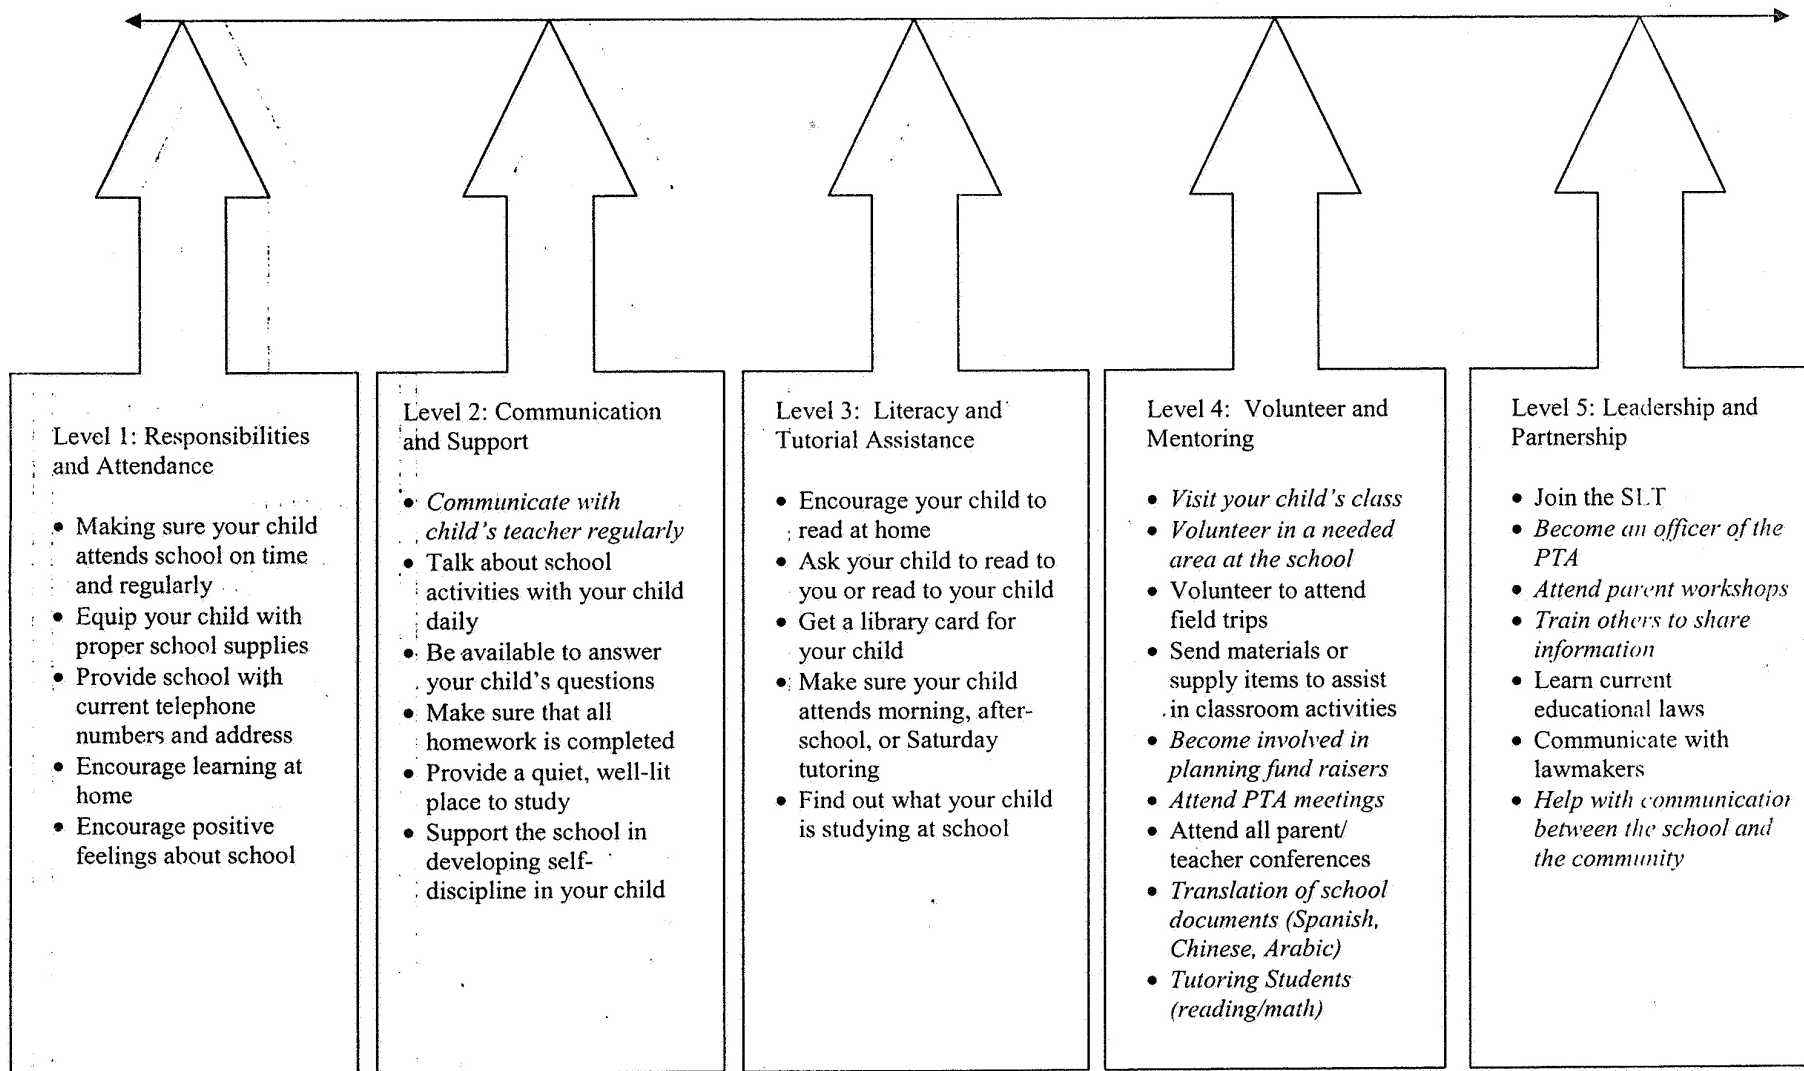 Level 1: Responsibilities
and Attendance
• Making sure your child
attends school on time
and regularly
• Equip your child with
proper school supplies
• Provide school with
current telephone
numbers and address
• Encourage learning at
home
• Encourage positive
feelings about school
Level 2: Communication
and Support
• Communicate with
child's teacher regularly
• Talk about school
activities with your child
daily
• Be available to answer
your child's questions
• Make sure that all
homework is completed
• Provide a quiet, well-lit
place to study
• Support the school in
developing self-
discipline in your child
Level 3: Literacy and
Tutorial Assistance
• Encourage your child to
read at home
• Ask your child to read to
you or read to your child
• Get a library card for
your child
• Make sure your child
attends morning, after-
school, or Saturday
tutoring
• Find out what your child
is studying at school
Level 4: Volunteer and
Mentoring
• Visit your child's class
• Volunteer in a needed
area at the school
• Volunteer to attend
field trips
• Send materials or
supply items to assist
in classroom activities
• Become involved in
planning fund raisers
• Attend PTA meetings
• Attend all parent/
teacher conferences
• Translation of school
documents (Spanish,
Chinese, Arabic)
• Tutoring Students
(reading/math)
Level 5: Leadership and
Partnership
• Join the SLT
• Become an officer of the
PTA
• Attend parent workshops
• Train others to share
information
• Learn current
educational laws
• Communicate with
lawmakers
• Help with communication
between the school and
the community